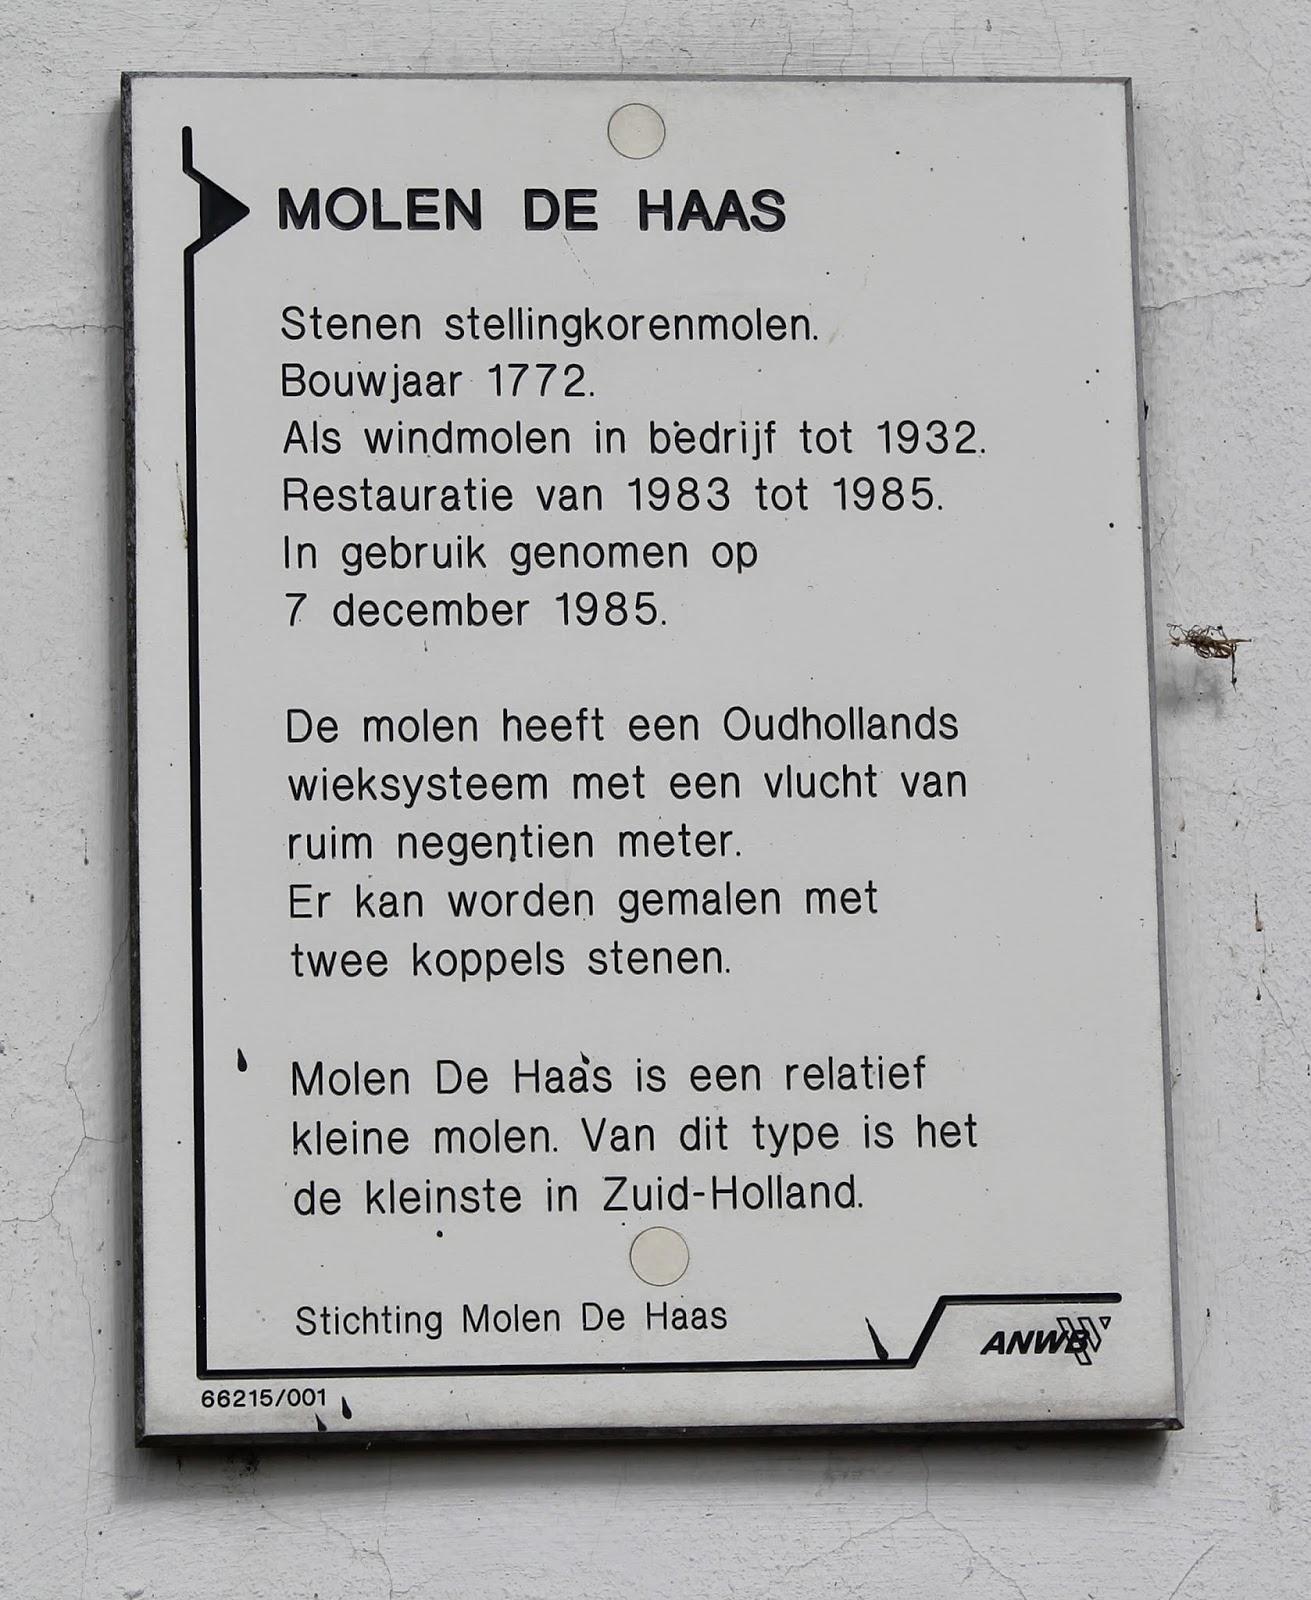 MOLEN DE HAAS
Stenen stellingkorenmolen.
Bouwjaar 1772.
Als windmolen in bedrijf tot 1932.
Restauratie van 1983 tot 1985.
In gebruik genomen op
7 december 1985.
De molen heeft een Oudhollands
wieksysteem met een vlucht van
ruim negentien meter.
Er kan worden gemalen met
twee koppels stenen.
Molen De Haas is een relatief
kleine molen. Van dit type is het
de kleinste in Zuid-Holland.
Stichting Molen De Haas
ANWB
66215/001